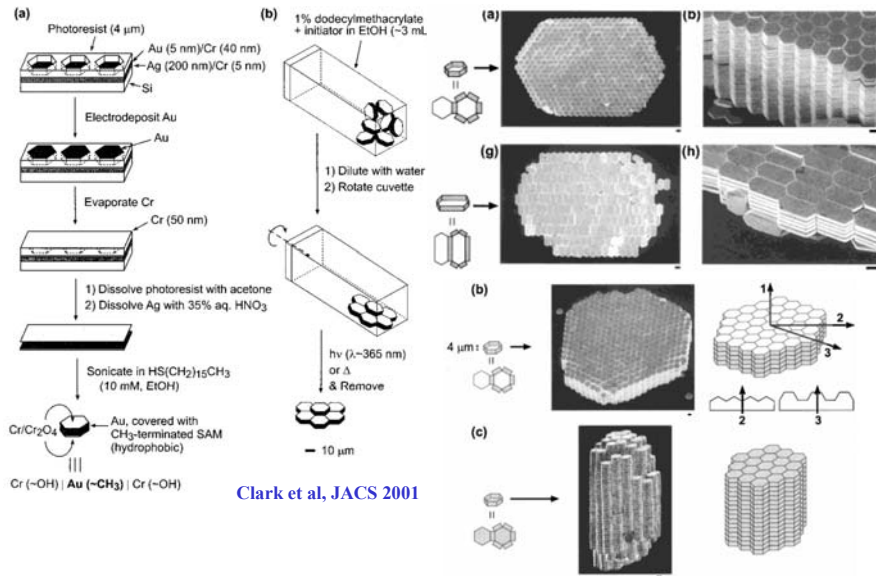 (a)
Photoresist (4 μm)
Au (5 nm)/Cr (40 nm)
Ag (200 nm)/Cr (5 nm)
Si
Electrodeposit Au
Au
Evaporate Cr
Cr (50 nm)
1) Dissolve photoresist with acetone
2) Dissolve Ag with 35% aq. HNO3
Sonicate in HS(CH2)15CH3
(10 mM, EtOH)
Cr/Cr2O4
Au, covered with
CH3-terminated SAM
(hydrophobic)
Cr (~OH) | Au (~CH3) | Cr (~OH)
(b)
1% dodecylmethacrylate
+ initiator in EtOH (~3 mL)
1) Dilute with water
2) Rotate cuvette
hν (λ~365 nm)
or Δ
& Remove
10 μm
Clark et al, JACS 2001
(a)
(b)
(g)
(h)
(b)
4 μm
1
2
3
2
3
(c)